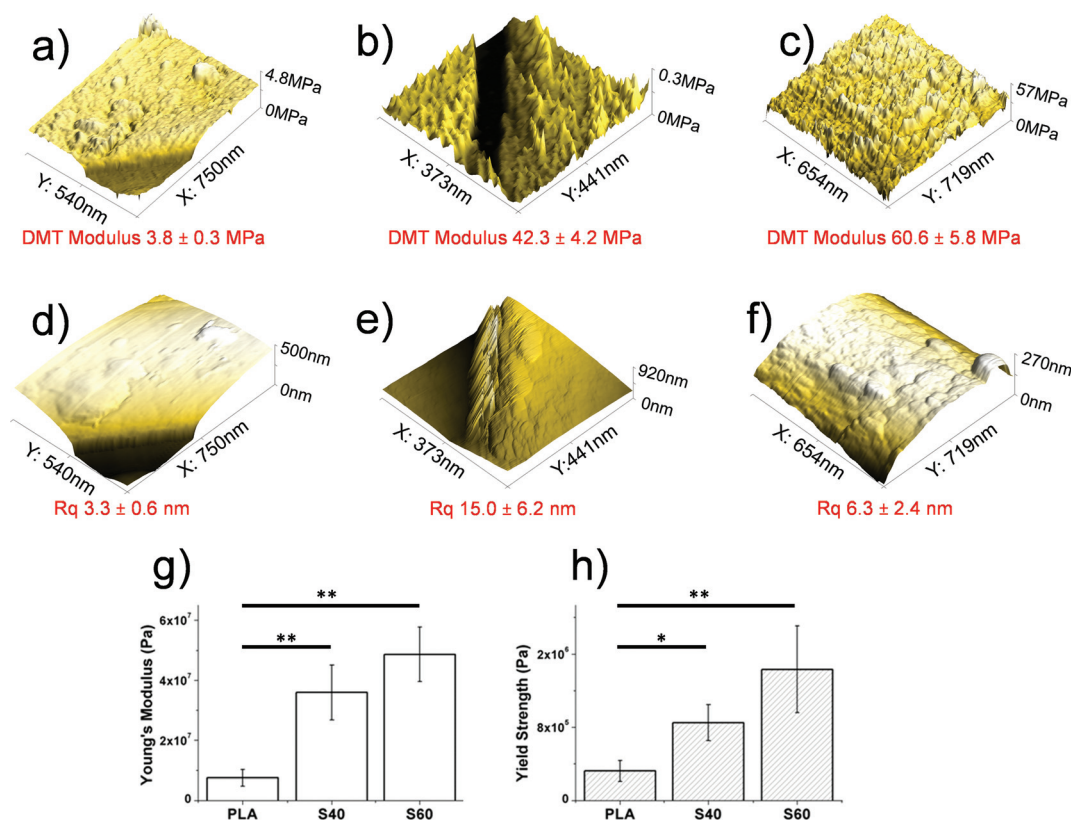 a)
4.8MPa
0MPa
Y: 540nm
X: 750nm
DMT Modulus 3.8 ± 0.3 MPa
b)
0.3MPa
0MPa
X: 373nm
Y:441nm
DMT Modulus 42.3 ± 4.2 MPa
c)
57MPa
0MPa
X: 654nm
Y: 719nm
DMT Modulus 60.6 ± 5.8 MPa
d)
500nm
0nm
Y: 540nm
X: 750nm
Rq 3.3 ± 0.6 nm
e)
920nm
0nm
X: 373nm
Y:441nm
Rq 15.0 ± 6.2 nm
f)
270nm
0nm
X: 654nm
Y: 719nm
Rq 6.3 ± 2.4 nm
g)
**
**
Young's Modulus (Pa)
6x10⁷
4x10⁷
2x10⁷
0
PLA S40 S60
h)
**
*
Yield Strength (Pa)
2x10⁶
8x10⁵
0
PLA S40 S60